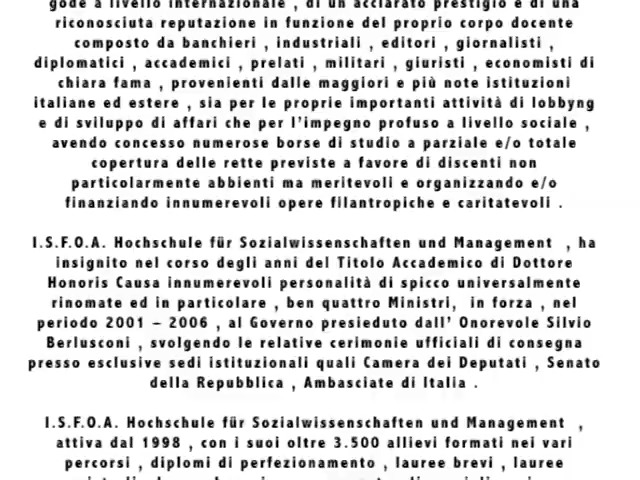 gode a livello internazionale , di un acclarato prestigio e di una
riconosciuta reputazione in funzione del proprio corpo docente
composto da banchieri , industriali , editori , giornalisti ,
diplomatici , accademici , prelati , militari , giuristi , economisti di
chiara fama , provenienti dalle maggiori e più note istituzioni
italiane ed estere , sia per le proprie importanti attività di lobbyng
e di sviluppo di affari che per l'impegno profuso a livello sociale ,
avendo concesso numerose borse di studio a parziale e/o totale
copertura delle rette previste a favore di discenti non
particolarmente abbienti ma meritevoli e organizzando e/o
finanziando innumerevoli opere filantropiche e caritatevoli .
I.S.F.O.A. Hochschule für Sozialwissenschaften und Management , ha
insignito nel corso degli anni del Titolo Accademico di Dottore
Honoris Causa innumerevoli personalità di spicco universalmente
rinomate ed in particolare , ben quattro Ministri, in forza , nel
periodo 2001 – 2006 , al Governo presieduto dall' Onorevole Silvio
Berlusconi , svolgendo le relative cerimonie ufficiali di consegna
presso esclusive sedi istituzionali quali Camera dei Deputati , Senato
della Repubblica , Ambasciate di Italia .
I.S.F.O.A. Hochschule für Sozialwissenschaften und Management ,
attiva dal 1998 , con i suoi oltre 3.500 allievi formati nei vari
percorsi , diplomi di perfezionamento , lauree brevi , lauree